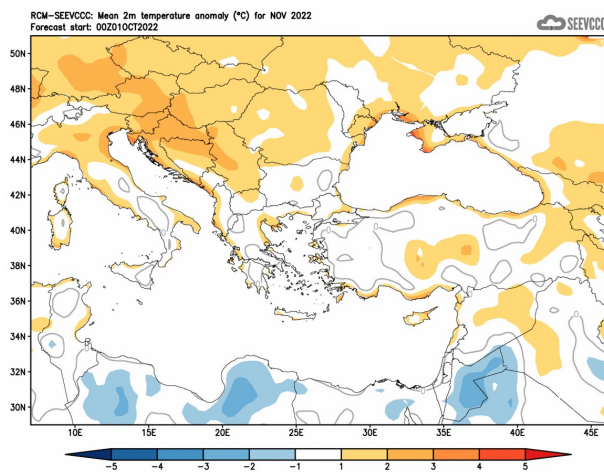 RCM-SEEVCCC: Mean 2m temperature anomaly (°C) for NOV 2022
Forecast start: 00Z01OCT2022
SEEVCCC
50N
48N
46N
44N
42N
40N
38N
36N
34N
32N
30N
10E 15E 20E 25E 30E 35E 40E 45E
-5 -4 -3 -2 -1 1 2 3 4 5